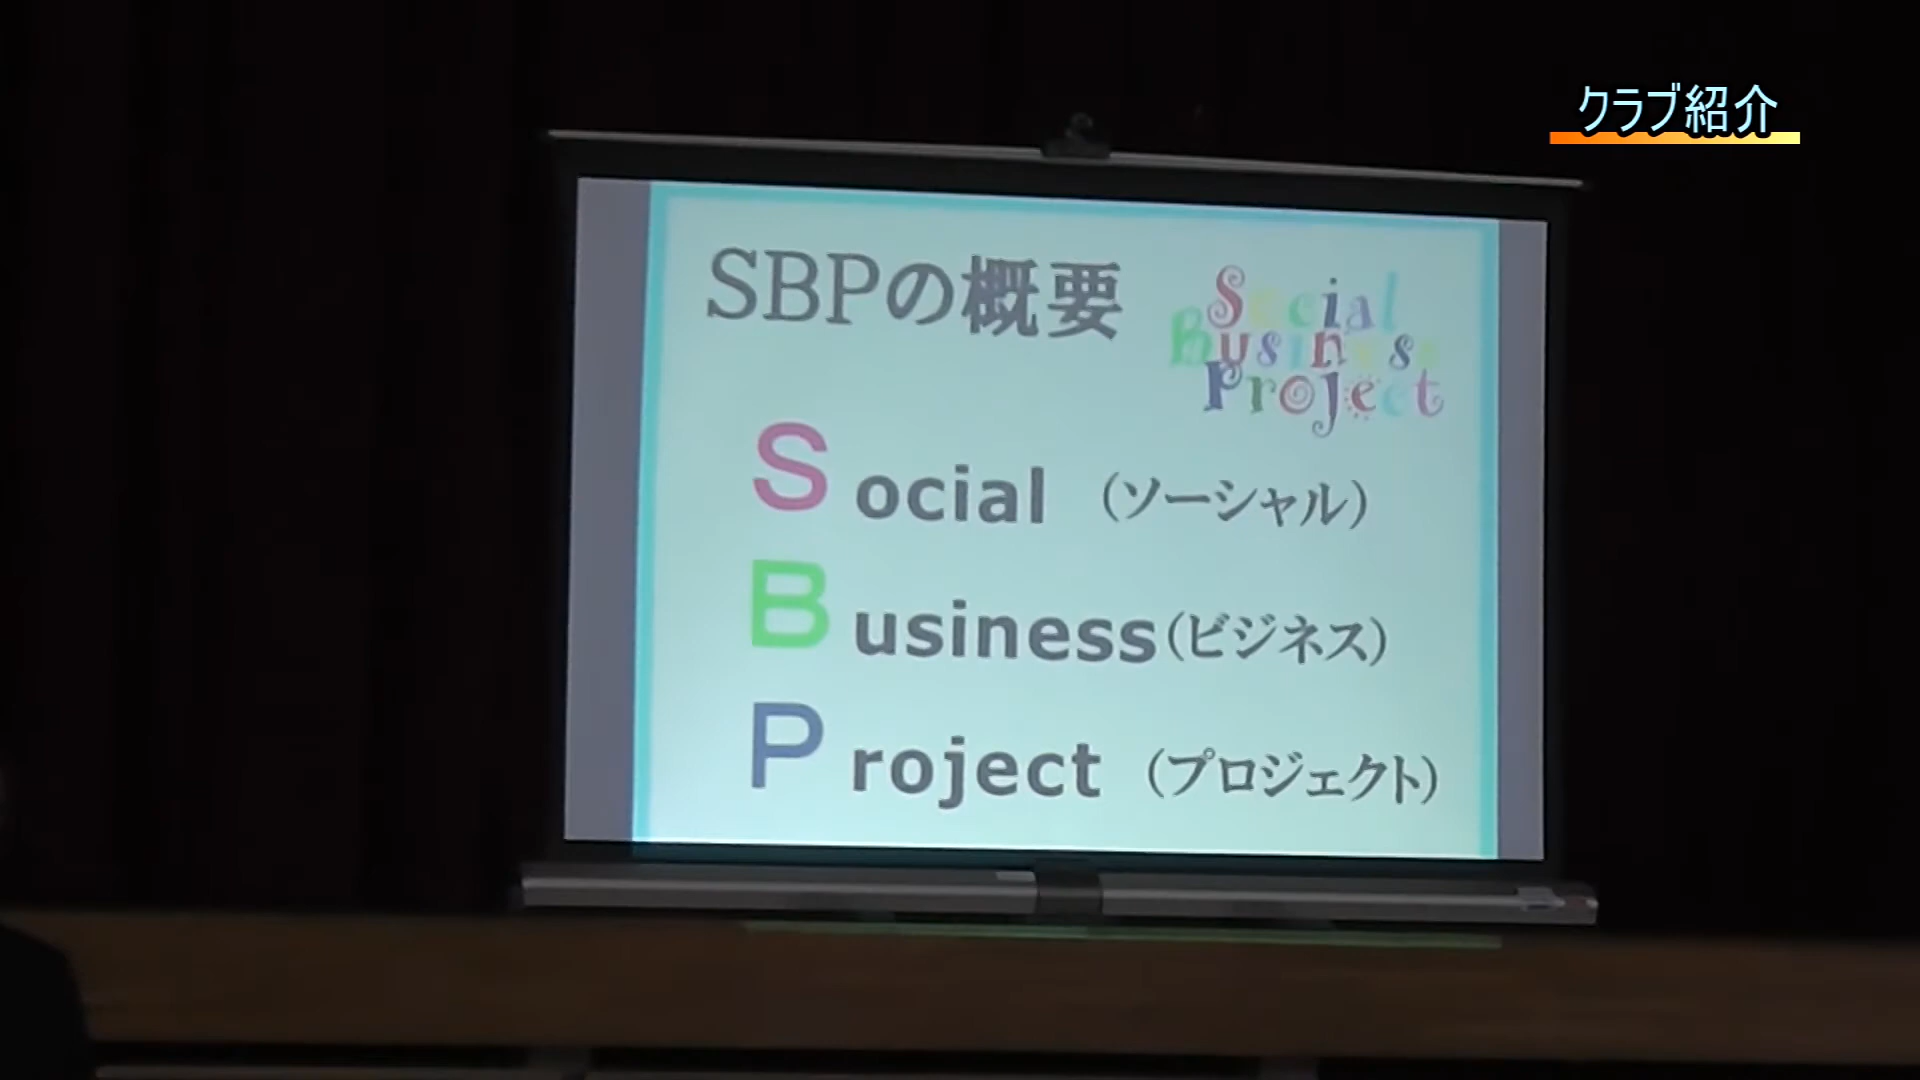 クラブ紹介
SBPの概要
Social
Business
Project
Social (ソーシャル)
Business(ビジネス)
Project (プロジェクト)